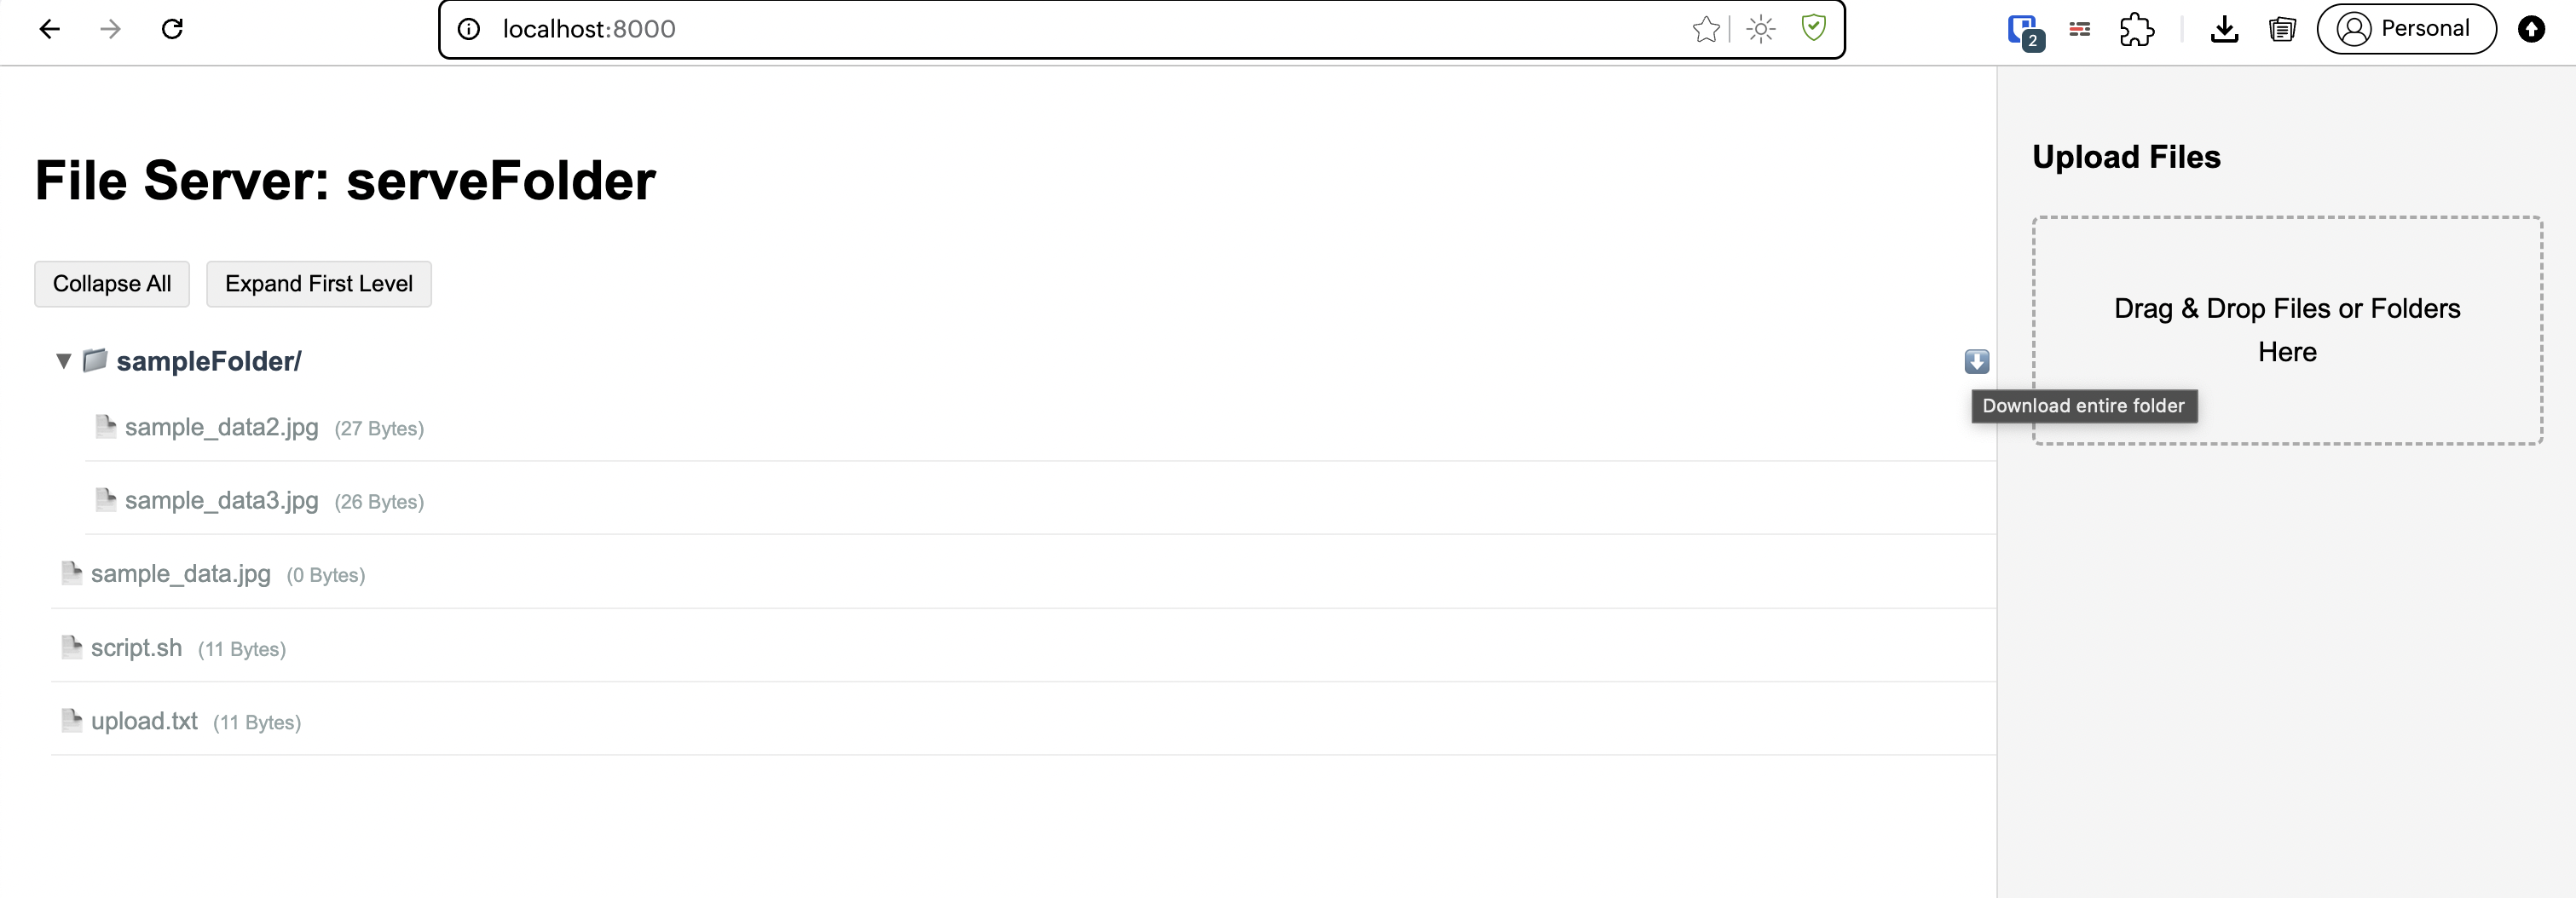 localhost:8000
2
Personal
File Server: serveFolder
Collapse All
Expand First Level
sampleFolder/
sample_data2.jpg (27 Bytes)
sample_data3.jpg (26 Bytes)
sample_data.jpg (0 Bytes)
script.sh (11 Bytes)
upload.txt (11 Bytes)
Upload Files
Drag & Drop Files or Folders
Here
Download entire folder